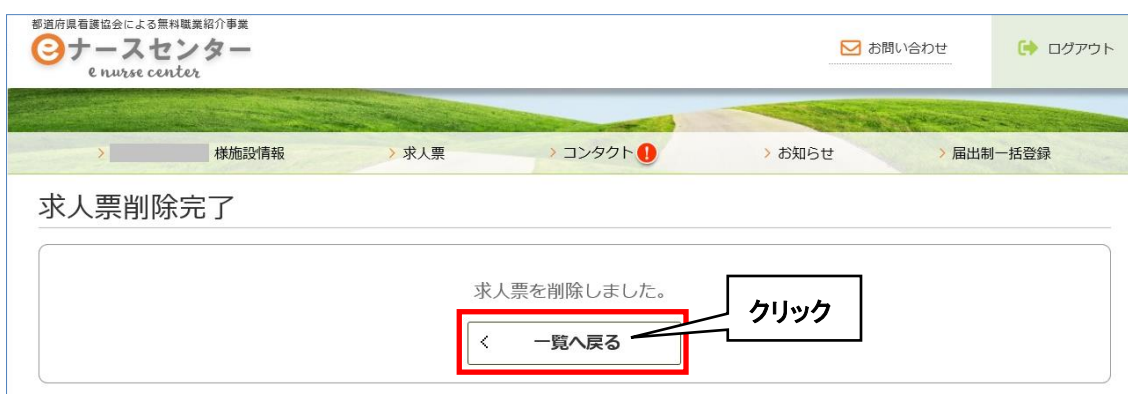 都道府県看護協会による無料職業紹介事業
eナースセンター
e nurse center
お問い合わせ
ログアウト
> 様施設情報
> 求人票
> コンタクト !
> お知らせ
> 届出制一括登録
求人票削除完了
求人票を削除しました。
< 一覧へ戻る
クリック